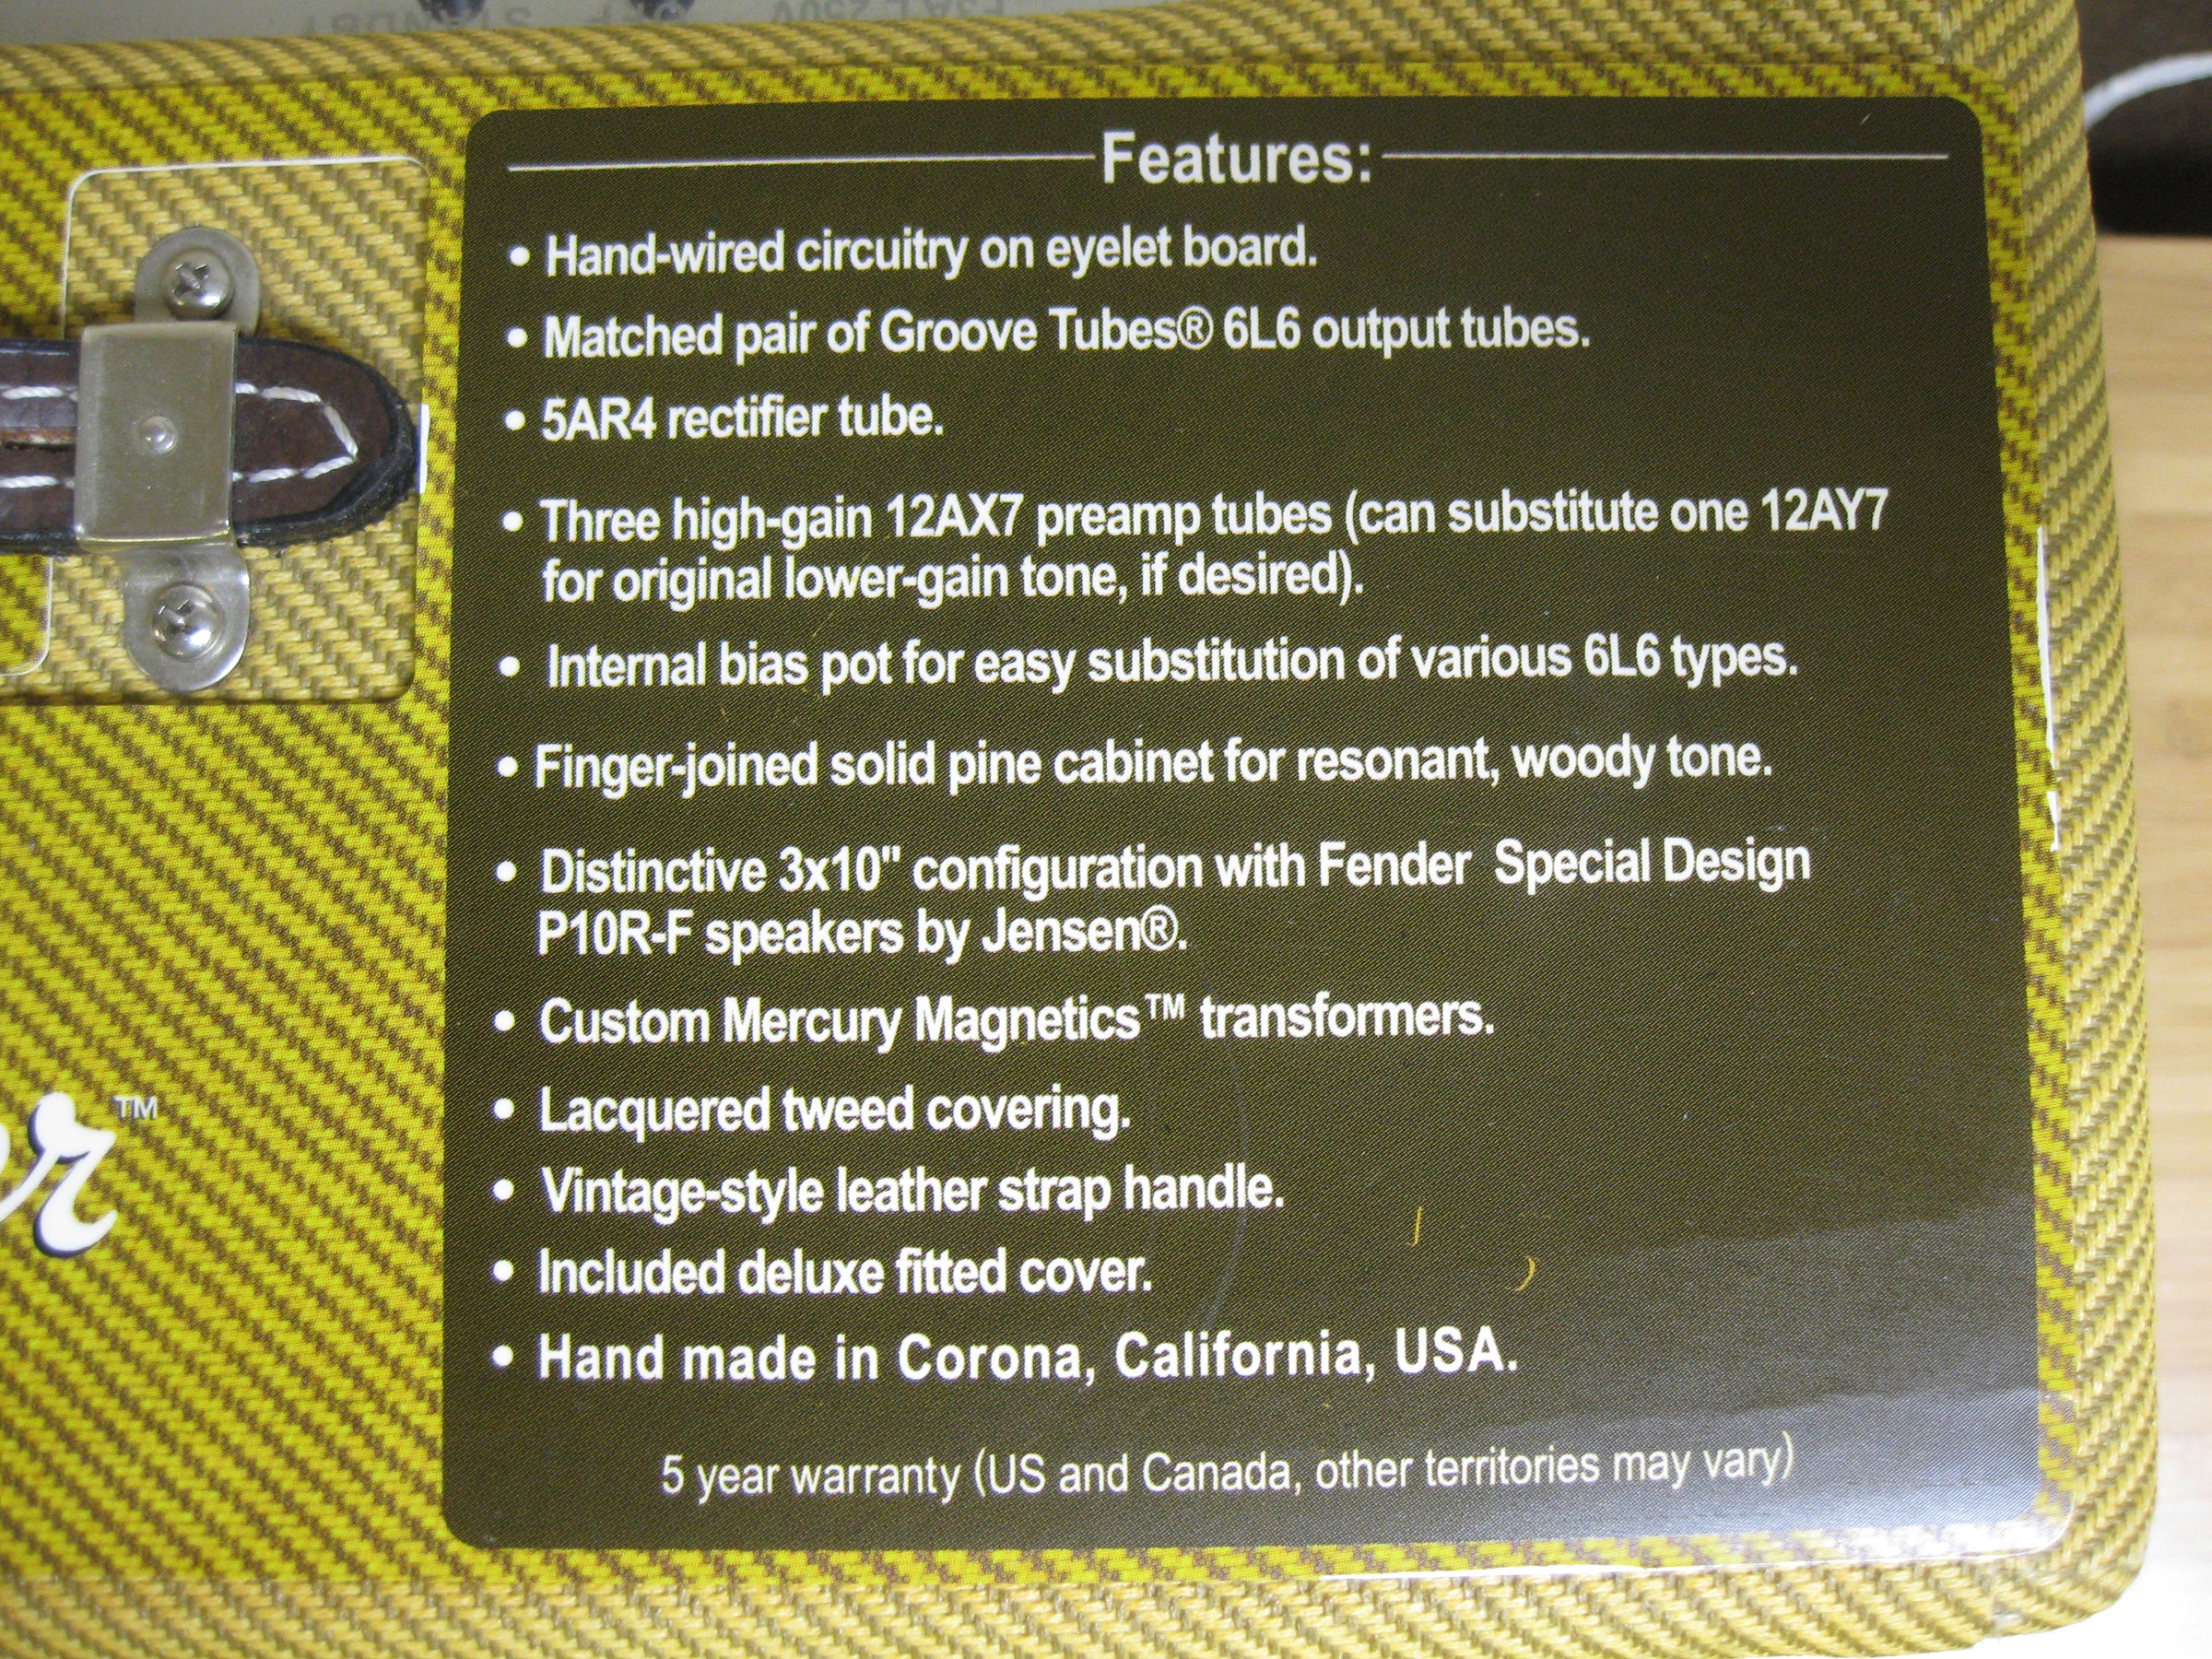 STANDBY
F3A L 250V
Features:
• Hand-wired circuitry on eyelet board.
• Matched pair of Groove Tubes® 6L6 output tubes.
• 5AR4 rectifier tube.
• Three high-gain 12AX7 preamp tubes (can substitute one 12AY7
for original lower-gain tone, if desired).
• Internal bias pot for easy substitution of various 6L6 types.
• Finger-joined solid pine cabinet for resonant, woody tone.
• Distinctive 3x10" configuration with Fender Special Design
P10R-F speakers by Jensen®.
• Custom Mercury Magnetics™ transformers.
• Lacquered tweed covering.
• Vintage-style leather strap handle.
• Included deluxe fitted cover.
• Hand made in Corona, California, USA.
5 year warranty (US and Canada, other territories may vary)
er™